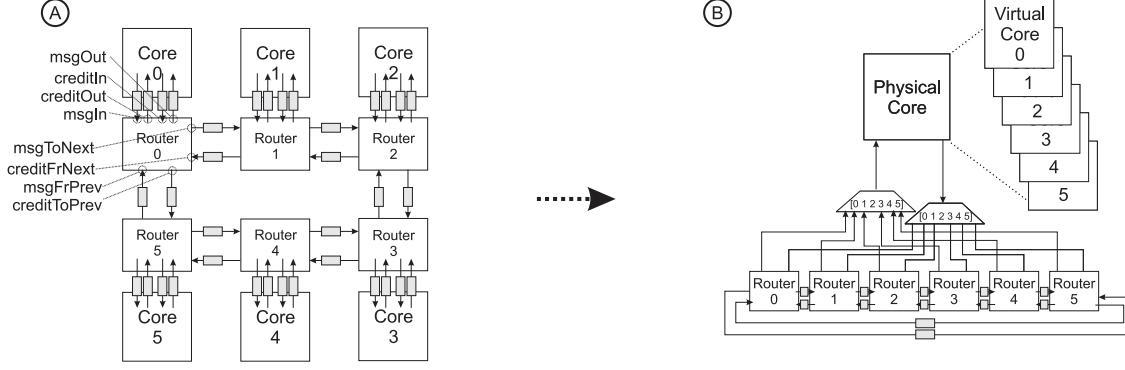 A
Core
0
Core
1
Core
2
msgOut
creditIn
creditOut
msgIn
msgToNext
creditFrNext
msgFrPrev
creditToPrev
Router
0
Router
1
Router
2
Router
5
Router
4
Router
3
Core
5
Core
4
Core
3
B
Virtual
Core
0
1
2
3
4
5
Physical
Core
[0 1 2 3 4 5]
[0 1 2 3 4 5]
Router
0
Router
1
Router
2
Router
3
Router
4
Router
5